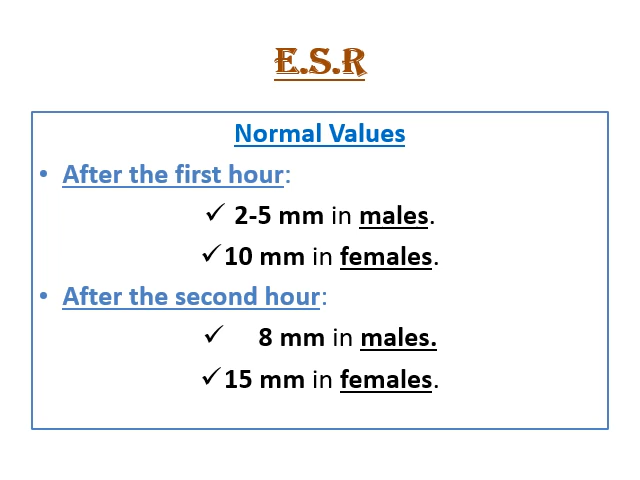 E.S.R
Normal Values
• After the first hour:
✓ 2-5 mm in males.
✓ 10 mm in females.
• After the second hour:
✓ 8 mm in males.
✓ 15 mm in females.